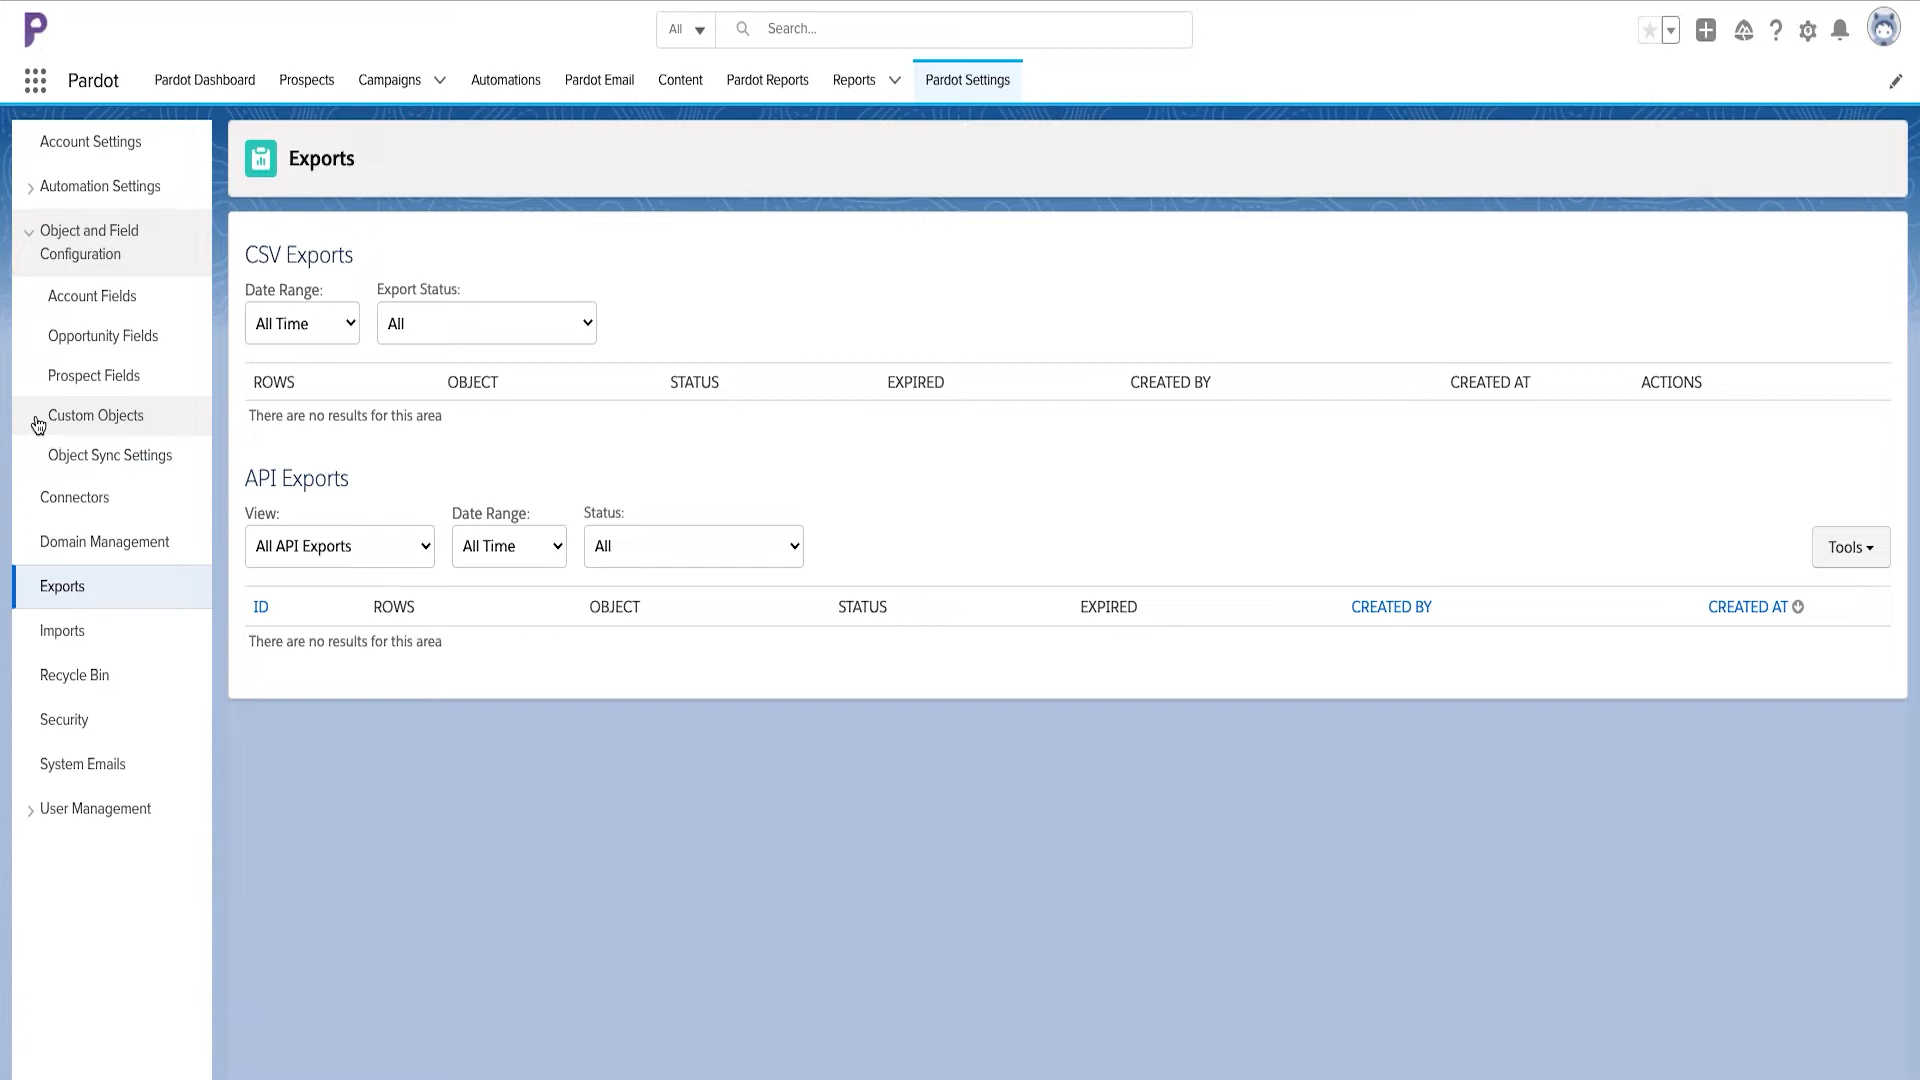 All
Search...
Pardot
Pardot Dashboard
Prospects
Campaigns
Automations
Pardot Email
Content
Pardot Reports
Reports
Pardot Settings
Account Settings
Automation Settings
Object and Field
Configuration
Account Fields
Opportunity Fields
Prospect Fields
Custom Objects
Object Sync Settings
Connectors
Domain Management
Exports
Imports
Recycle Bin
Security
System Emails
User Management
Exports
CSV Exports
Date Range: Export Status:
All Time All
ROWS OBJECT STATUS EXPIRED CREATED BY CREATED AT ACTIONS
There are no results for this area
API Exports
View: Date Range: Status:
All API Exports All Time All Tools
ID ROWS OBJECT STATUS EXPIRED CREATED BY CREATED AT
There are no results for this area